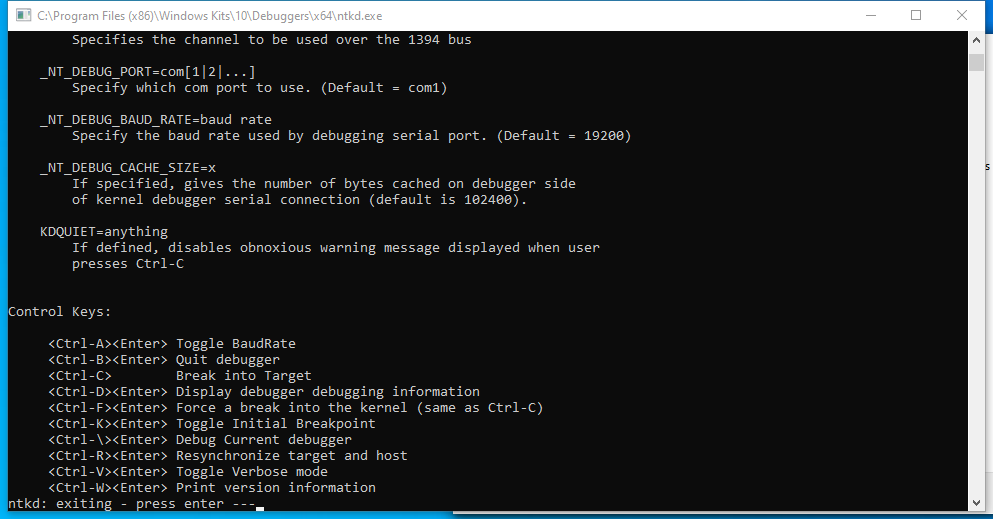 C:\Program Files (x86)\Windows Kits\10\Debuggers\x64\ntkd.exe
Specifies the channel to be used over the 1394 bus
_NT_DEBUG_PORT=com[1|2|...]
Specify which com port to use. (Default = com1)
_NT_DEBUG_BAUD_RATE=baud rate
Specify the baud rate used by debugging serial port. (Default = 19200)
_NT_DEBUG_CACHE_SIZE=x
If specified, gives the number of bytes cached on debugger side
of kernel debugger serial connection (default is 102400).
KDQUIET=anything
If defined, disables obnoxious warning message displayed when user
presses Ctrl-C
Control Keys:
<Ctrl-A><Enter> Toggle BaudRate
<Ctrl-B><Enter> Quit debugger
<Ctrl-C>        Break into Target
<Ctrl-D><Enter> Display debugger debugging information
<Ctrl-F><Enter> Force a break into the kernel (same as Ctrl-C)
<Ctrl-K><Enter> Toggle Initial Breakpoint
<Ctrl-\><Enter> Debug Current debugger
<Ctrl-R><Enter> Resynchronize target and host
<Ctrl-V><Enter> Toggle Verbose mode
<Ctrl-W><Enter> Print version information
ntkd: exiting - press enter ---